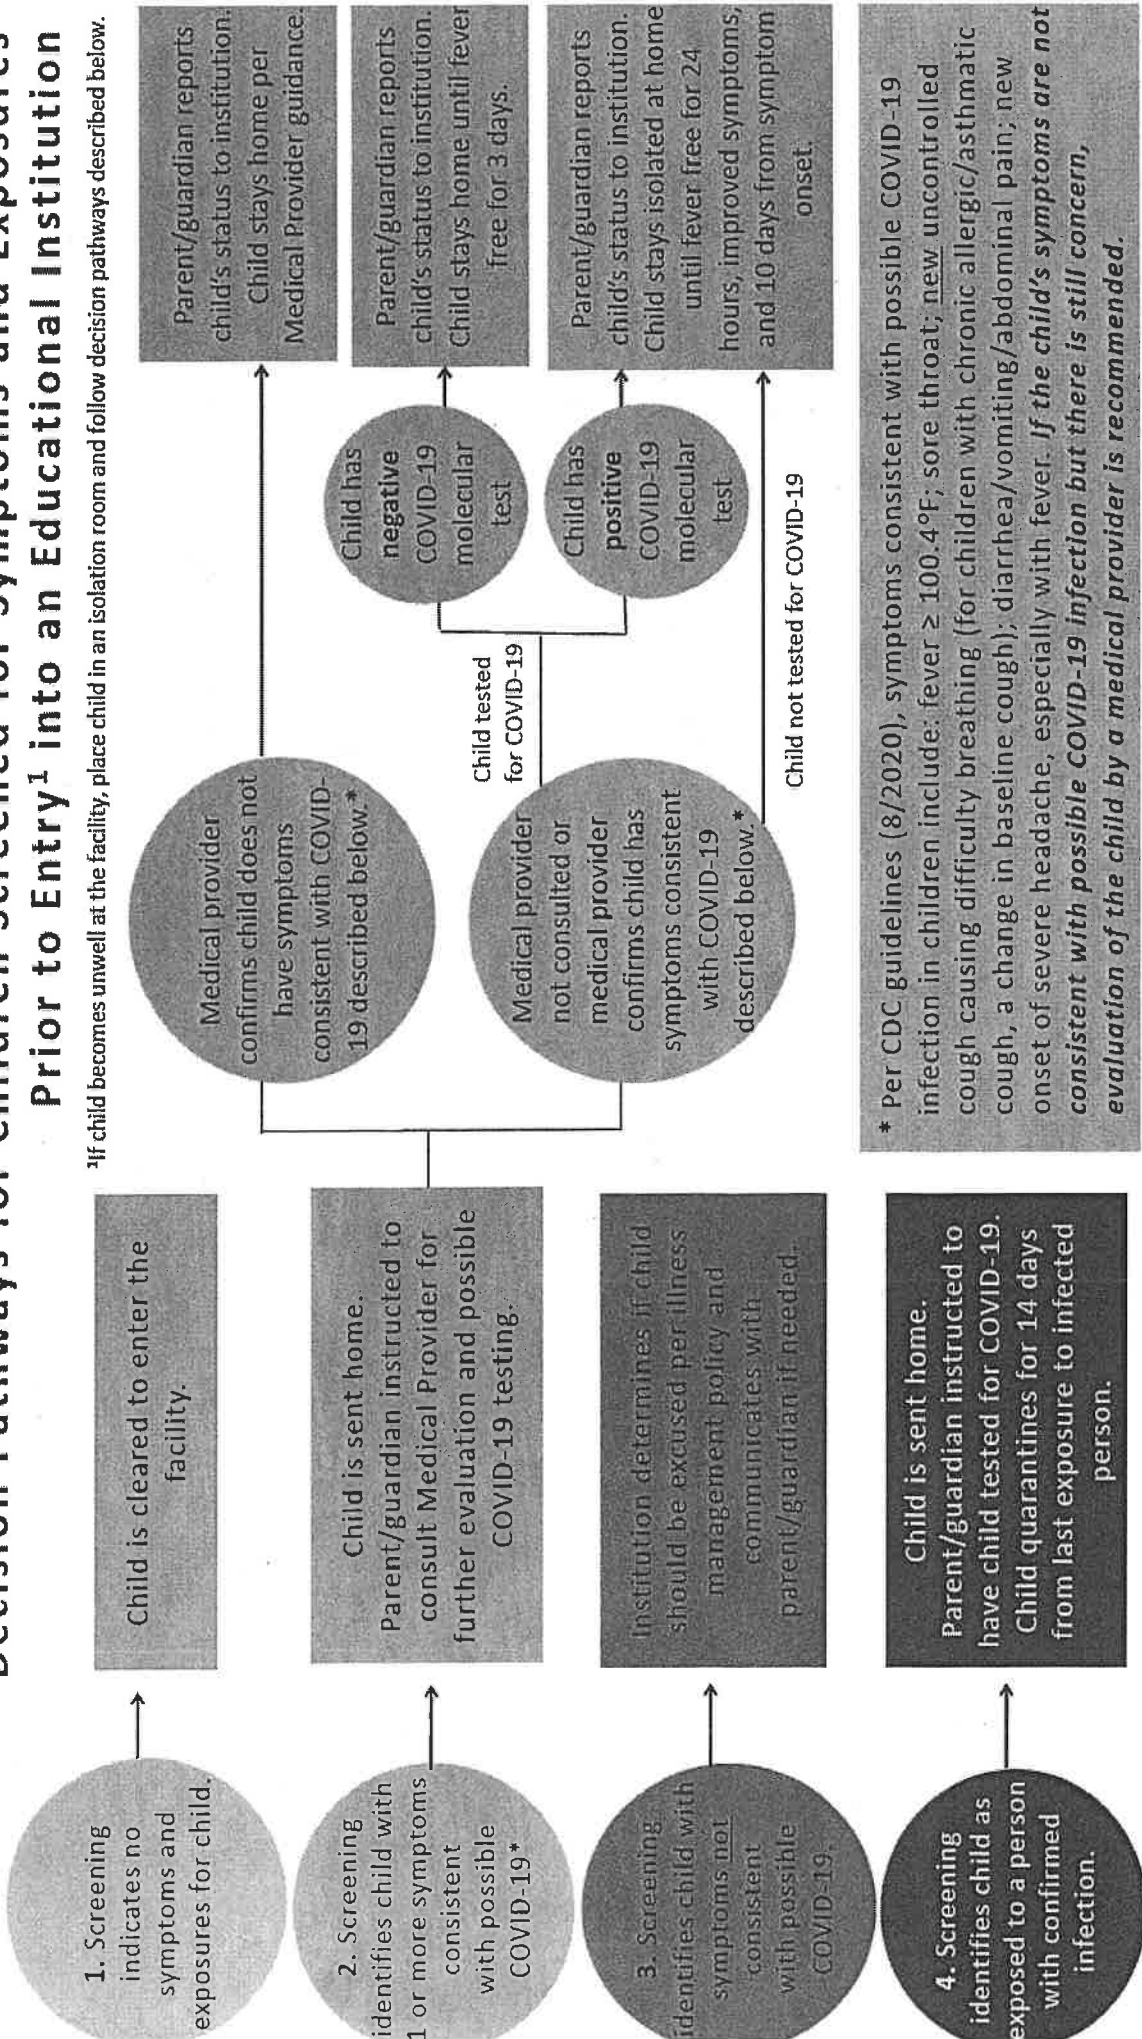 Decision Pathways for Children Screened for Symptoms and Exposures
Prior to Entry¹ into an Educational Institution
¹If child becomes unwell at the facility, place child in an isolation room and follow decision pathways described below.
1. Screening
indicates no
symptoms and
exposures for child.
Child is cleared to enter the
facility.
2. Screening
identifies child with
1 or more symptoms
consistent
with possible
COVID-19*
Child is sent home.
Parent/guardian instructed to
consult Medical Provider for
further evaluation and possible
COVID-19 testing.
Medical provider
confirms child does not
have symptoms
consistent with COVID-
19 described below.*
Parent/guardian reports
child's status to institution.
Child stays home per
Medical Provider guidance.
Medical provider
not consulted or
medical provider
confirms child has
symptoms consistent
with COVID-19
described below.*
Child tested
for COVID-19
Child has
negative
COVID-19
molecular
test
Parent/guardian reports
child's status to institution.
Child stays home until fever
free for 3 days.
Child has
positive
COVID-19
molecular
test
Child not tested for COVID-19
Parent/guardian reports
child's status to institution.
Child stays isolated at home
until fever free for 24
hours, improved symptoms,
and 10 days from symptom
onset.
3. Screening
identifies child with
symptoms not
consistent
with possible
COVID-19.
Institution determines if child
should be excused per illness
management policy and
communicates with
parent/guardian if needed.
4. Screening
identifies child as
exposed to a person
with confirmed
infection.
Child is sent home.
Parent/guardian instructed to
have child tested for COVID-19.
Child quarantines for 14 days
from last exposure to infected
person.
* Per CDC guidelines (8/2020), symptoms consistent with possible COVID-19
infection in children include: fever ≥ 100.4°F; sore throat; new uncontrolled
cough causing difficulty breathing (for children with chronic allergic/asthmatic
cough, a change in baseline cough); diarrhea/vomiting/abdominal pain; new
onset of severe headache, especially with fever. If the child's symptoms are not
consistent with possible COVID-19 infection but there is still concern,
evaluation of the child by a medical provider is recommended.